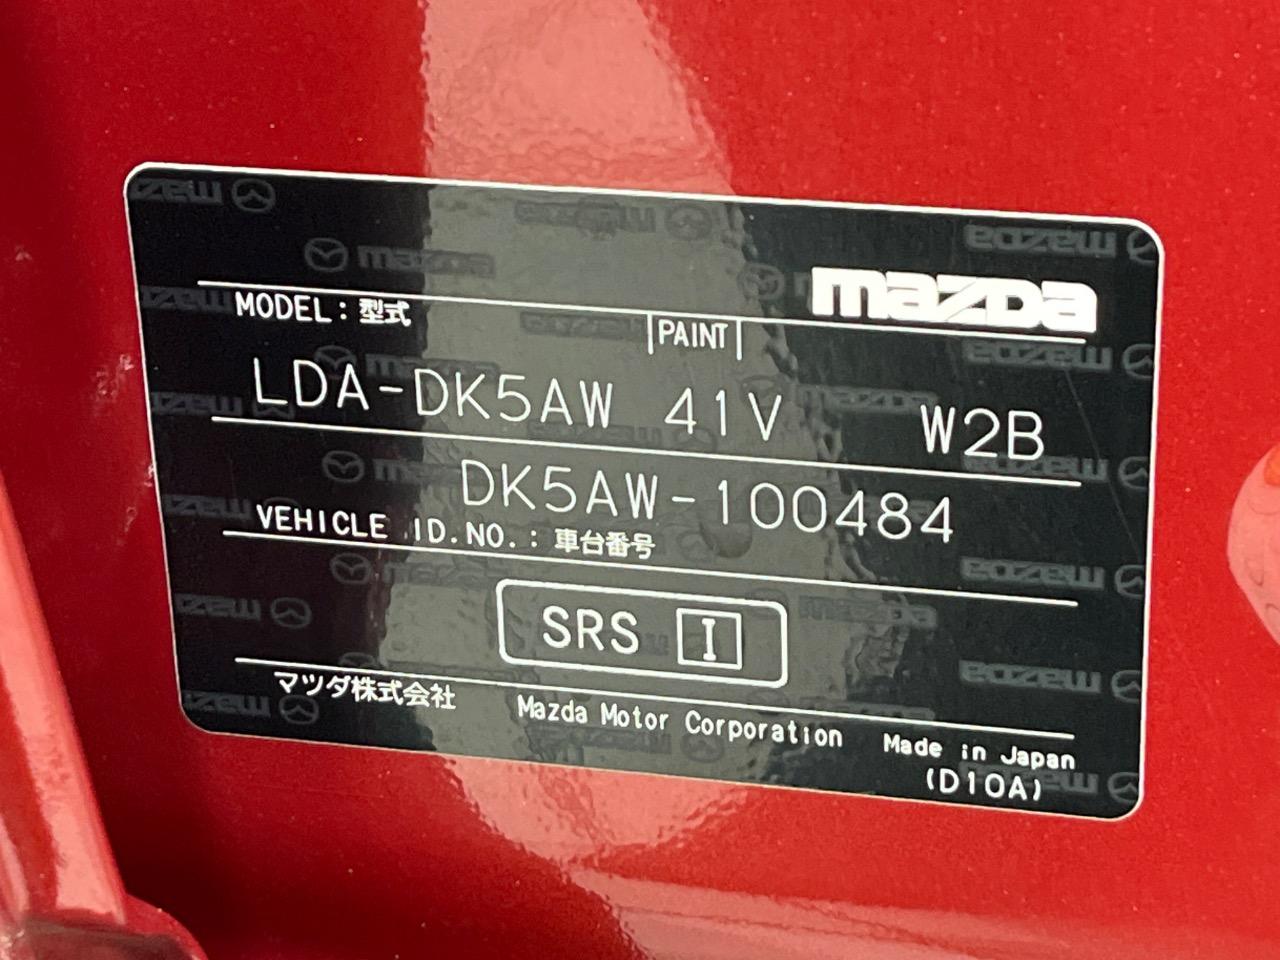 mazda
MODEL：型式
PAINT
LDA-DK5AW 41V W2B
DK5AW-100484
VEHICLE ID.NO.：車台番号
SRS I
マツダ株式会社 Mazda Motor Corporation Made in Japan
(D10A)